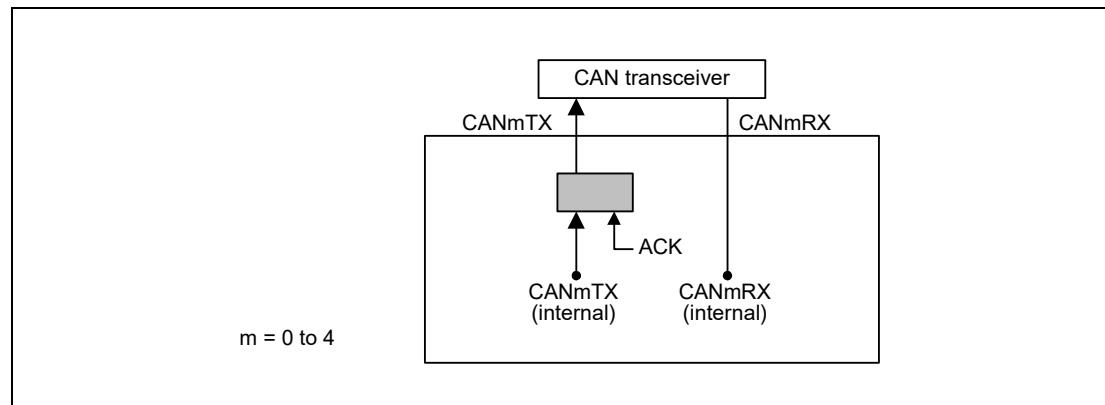 CAN transceiver
CANmTX CANmRX
ACK
CANmTX CANmRX
(internal) (internal)
m = 0 to 4